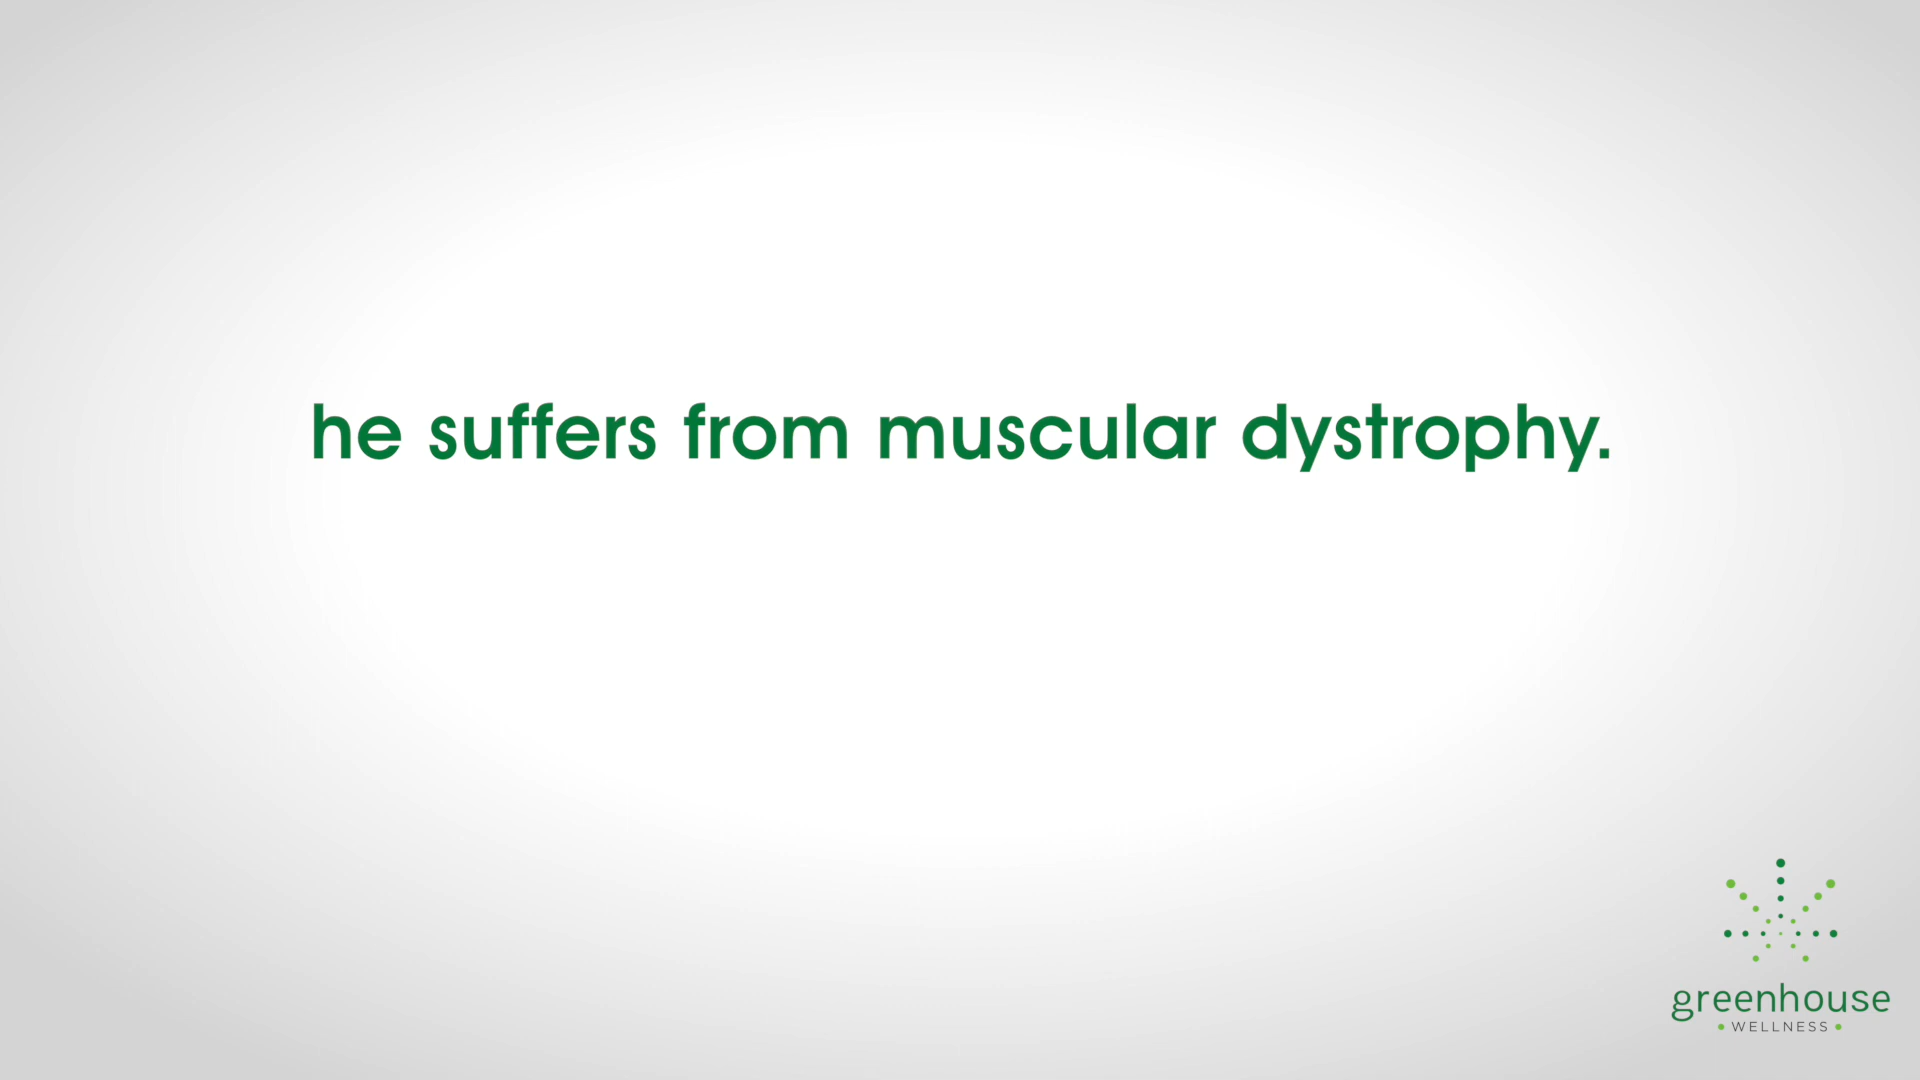 he suffers from muscular dystrophy.
greenhouse
• WELLNESS •